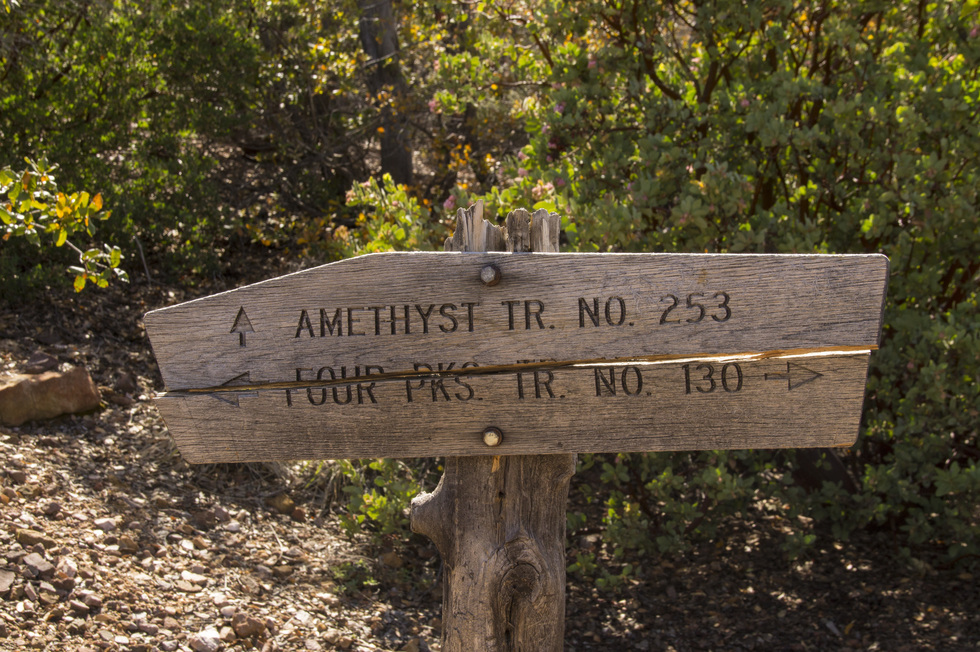 AMETHYST TR. NO. 253
FOUR PKS. TR. NO. 130